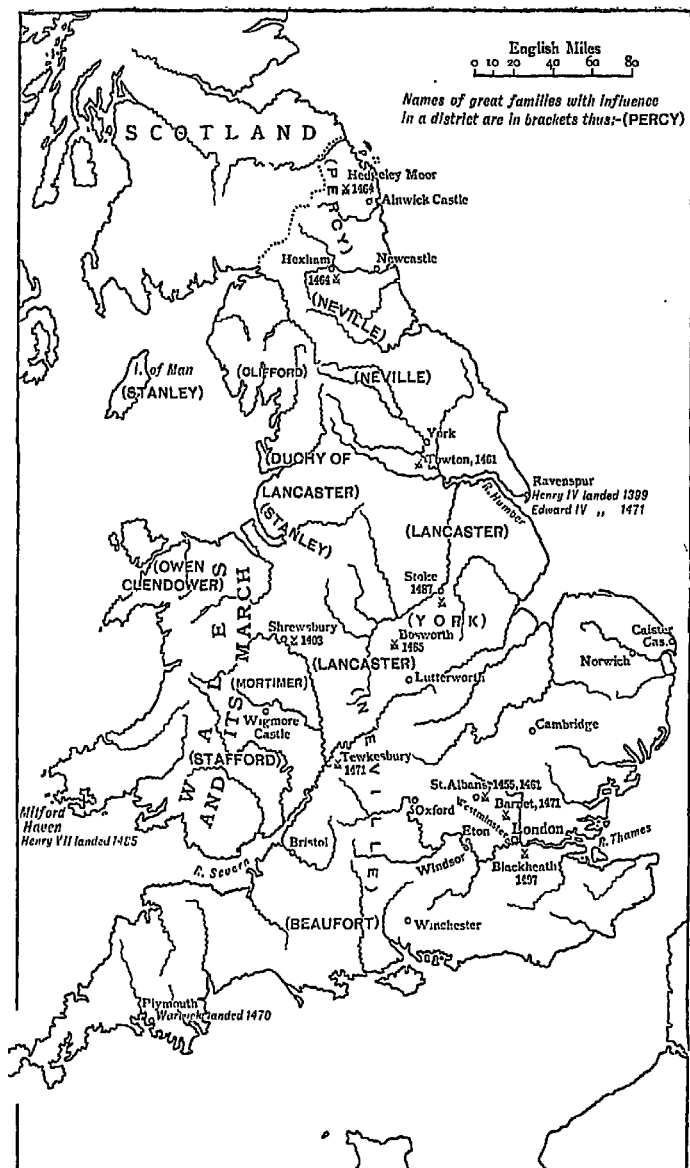 English Miles
0 10 20 40 60 80
Names of great families with influence
in a district are in brackets thus:-(PERCY)
SCOTLAND
Hedgeley Moor
1464
Alnwick Castle
(PERCY)
Hexham
1464
Newcastle
(NEVILLE)
I. of Man
(STANLEY)
(CLIFFORD)
(NEVILLE)
York
Towton, 1461
(DUCHY OF
LANCASTER)
Ravenspur
Henry IV landed 1399
Edward IV „ 1471
R. Humber
(STANLEY)
(LANCASTER)
(OWEN
GLENDOWER)
Stoke
1487
(YORK)
WALES
AND ITS MARCH
Shrewsbury
1403
Bosworth
1485
(LANCASTER)
Lutterworth
Caister
Cas.
Norwich
(MORTIMER)
Wigmore
Castle
(NEVILLE)
Cambridge
(STAFFORD)
Tewkesbury
1471
St.Albans 1455, 1461
Barnet, 1471
Oxford
Westminster
London
Eton
R. Thames
Windsor
Blackheath
1497
Milford
Haven
Henry VII landed 1485
Bristol
R. Severn
(BEAUFORT)
Winchester
Plymouth
Warwick landed 1470